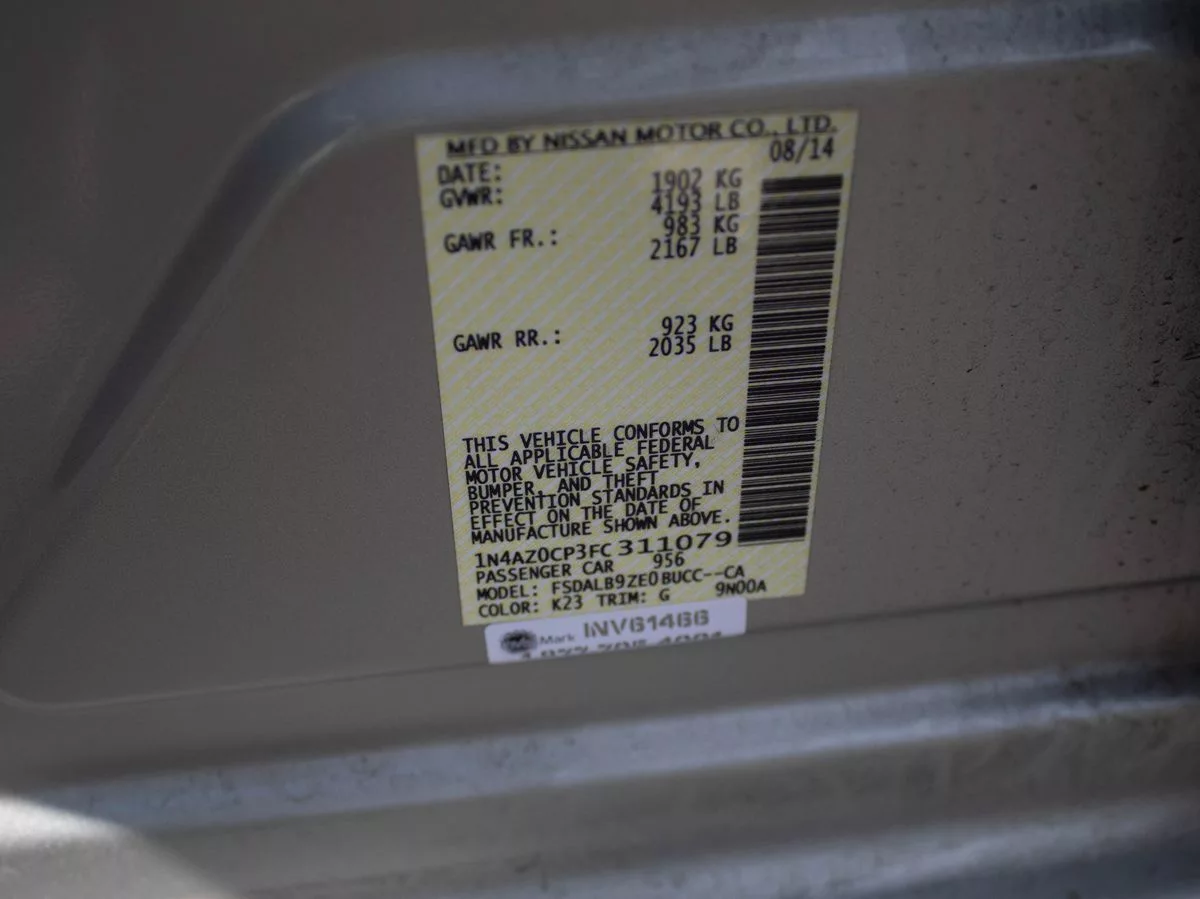 MFD BY NISSAN MOTOR CO., LTD.
DATE: 08/14
GVWR: 1902 KG
4193 LB
GAWR FR.: 983 KG
2167 LB
GAWR RR.: 923 KG
2035 LB
THIS VEHICLE CONFORMS TO
ALL APPLICABLE FEDERAL
MOTOR VEHICLE SAFETY,
BUMPER, AND THEFT
PREVENTION STANDARDS IN
EFFECT ON THE DATE OF
MANUFACTURE SHOWN ABOVE.
1N4AZ0CP3FC311079
PASSENGER CAR 956
MODEL: FSDALB9ZE0BUCC--CA
COLOR: K23 TRIM: G 9N00A
Mark INV61466